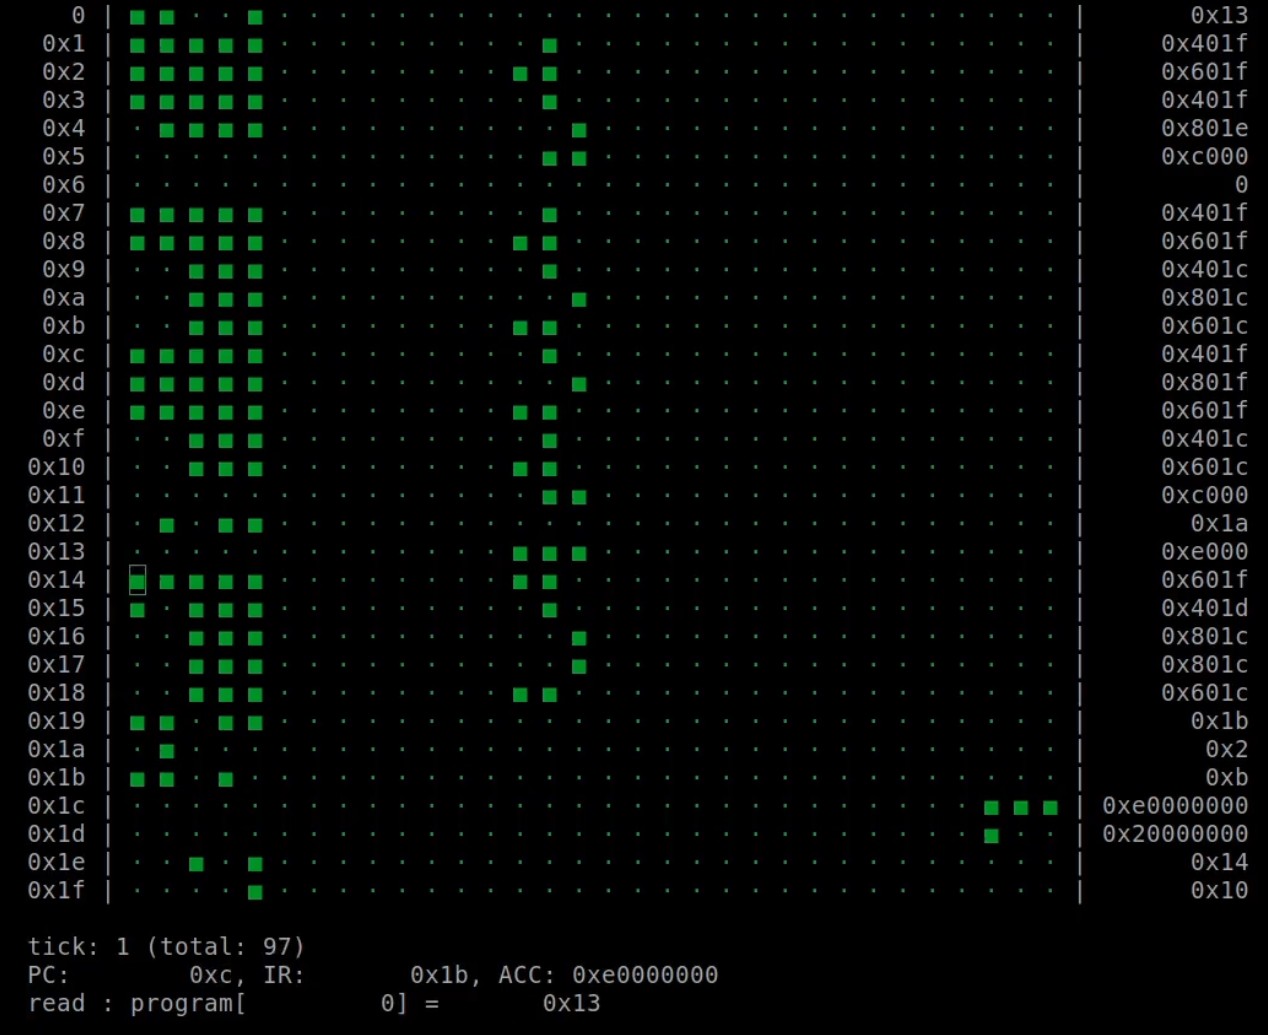 0 | | 0x13
0x1 | | 0x401f
0x2 | | 0x601f
0x3 | | 0x401f
0x4 | | 0x801e
0x5 | | 0xc000
0x6 | | 0
0x7 | | 0x401f
0x8 | | 0x601f
0x9 | | 0x401c
0xa | | 0x801c
0xb | | 0x601c
0xc | | 0x401f
0xd | | 0x801f
0xe | | 0x601f
0xf | | 0x401c
0x10 | | 0x601c
0x11 | | 0xc000
0x12 | | 0x1a
0x13 | | 0xe000
0x14 | | 0x601f
0x15 | | 0x401d
0x16 | | 0x801c
0x17 | | 0x801c
0x18 | | 0x601c
0x19 | | 0x1b
0x1a | | 0x2
0x1b | | 0xb
0x1c | | 0xe0000000
0x1d | | 0x20000000
0x1e | | 0x14
0x1f | | 0x10
tick: 1 (total: 97)
PC: 0xc, IR: 0x1b, ACC: 0xe0000000
read : program[ 0] = 0x13